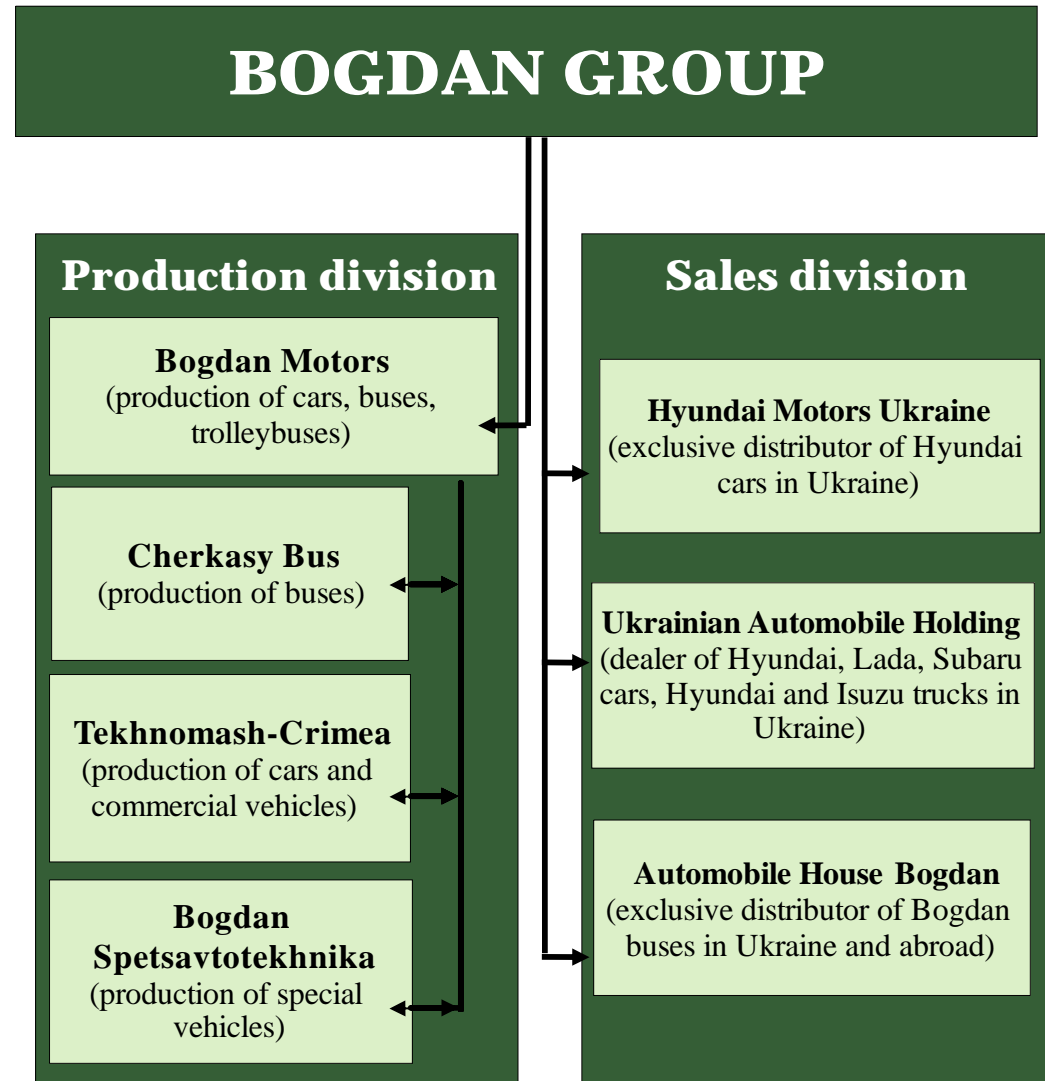 BOGDAN GROUP
Production division
Bogdan Motors
(production of cars, buses,
trolleybuses)
Cherkasy Bus
(production of buses)
Tekhnomash-Crimea
(production of cars and
commercial vehicles)
Bogdan
Spetsavtotekhnika
(production of special
vehicles)
Sales division
Hyundai Motors Ukraine
(exclusive distributor of Hyundai
cars in Ukraine)
Ukrainian Automobile Holding
(dealer of Hyundai, Lada, Subaru
cars, Hyundai and Isuzu trucks in
Ukraine)
Automobile House Bogdan
(exclusive distributor of Bogdan
buses in Ukraine and abroad)